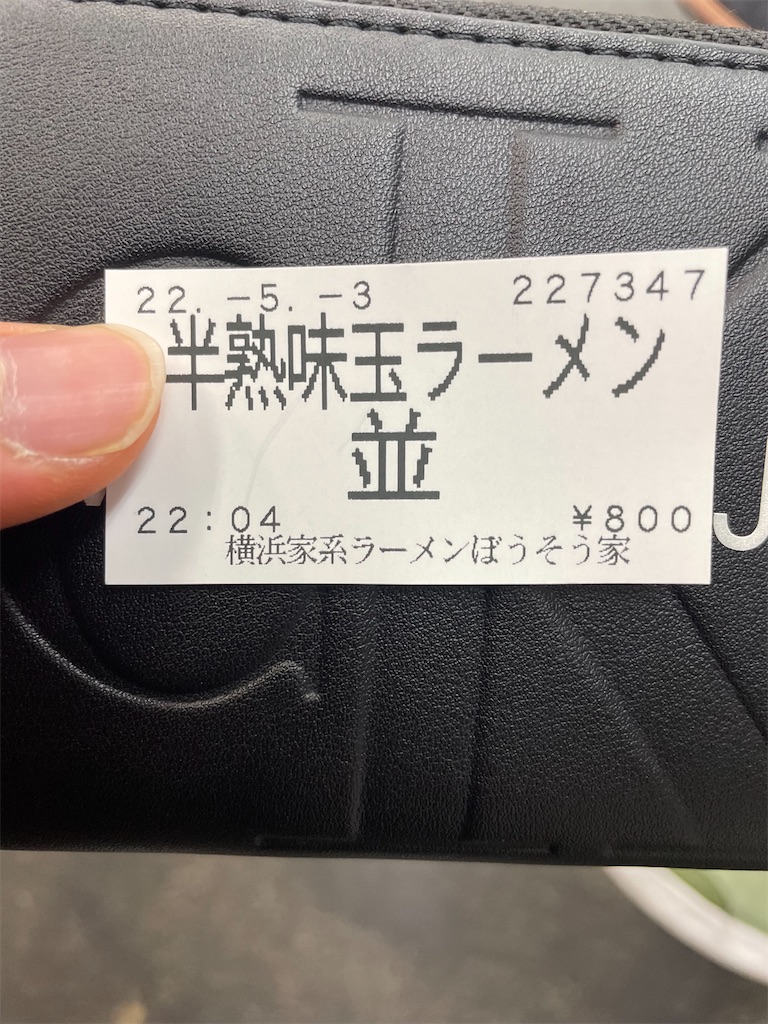 22.-5.-3 227347
半熟味玉ラーメン
並
22:04 ¥800
横浜家系ラーメンぼうそう家
J